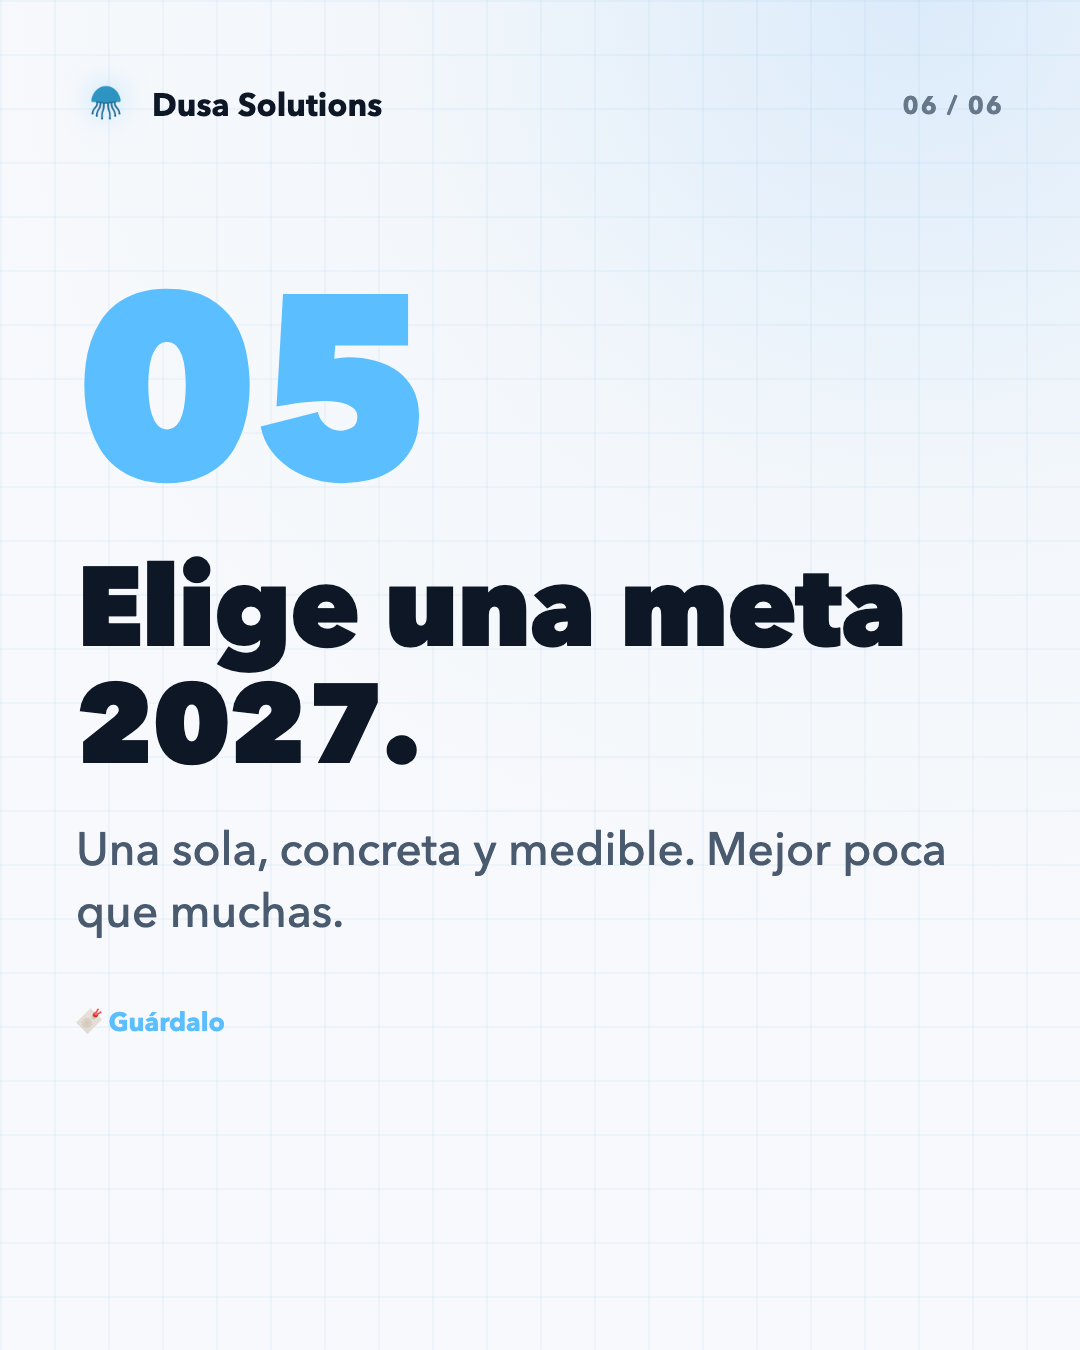 Dusa Solutions
06 / 06
05
Elige una meta
2027.
Una sola, concreta y medible. Mejor poca
que muchas.
Guárdalo